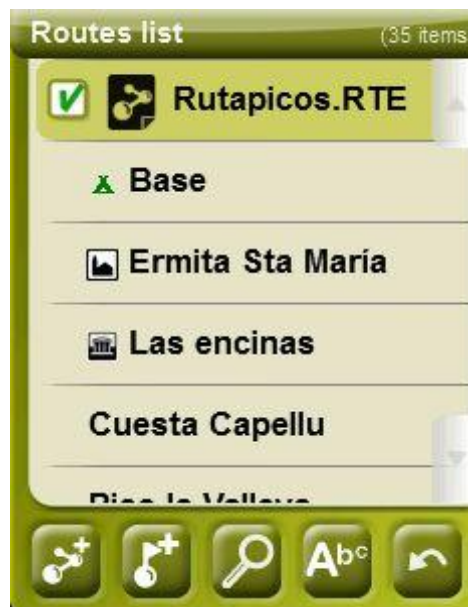 Routes list
(35 items
Rutapicos.RTE
Base
Ermita Sta María
Las encinas
Cuesta Capellu
Abc